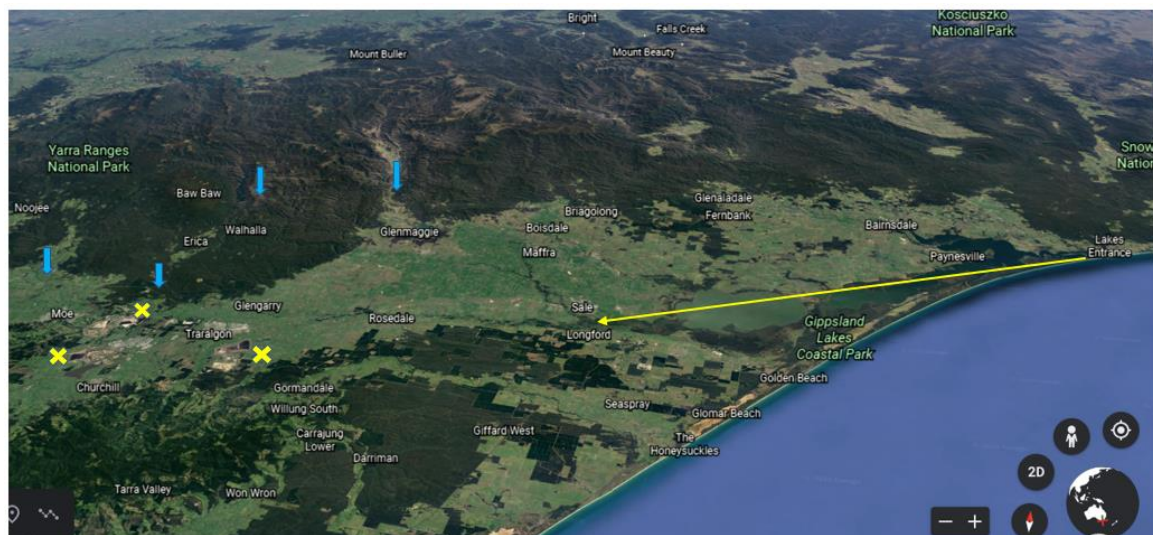 Bright
Kosciuszko
National Park
Falls Creek
Mount Buller
Mount Beauty
Yarra Ranges
National Park
Snow
Nation
Baw Baw
Noojee
Walhalla
Erica
Glenmaggie
Briagolong
Boisdale
Glenaladale
Fernbank
Bairnsdale
Maffra
Lakes
Entrance
Paynesville
Moe
Glengarry
Sale
Rosedale
Traralgon
Longford
Gippsland
Lakes
Coastal Park
Churchill
Gormandale
Golden Beach
Willung South
Seaspray
Glomar Beach
Carrajung
Lower
Giffard West
The
Honeysuckles
Darriman
2D
Tarra Valley
Won Wron